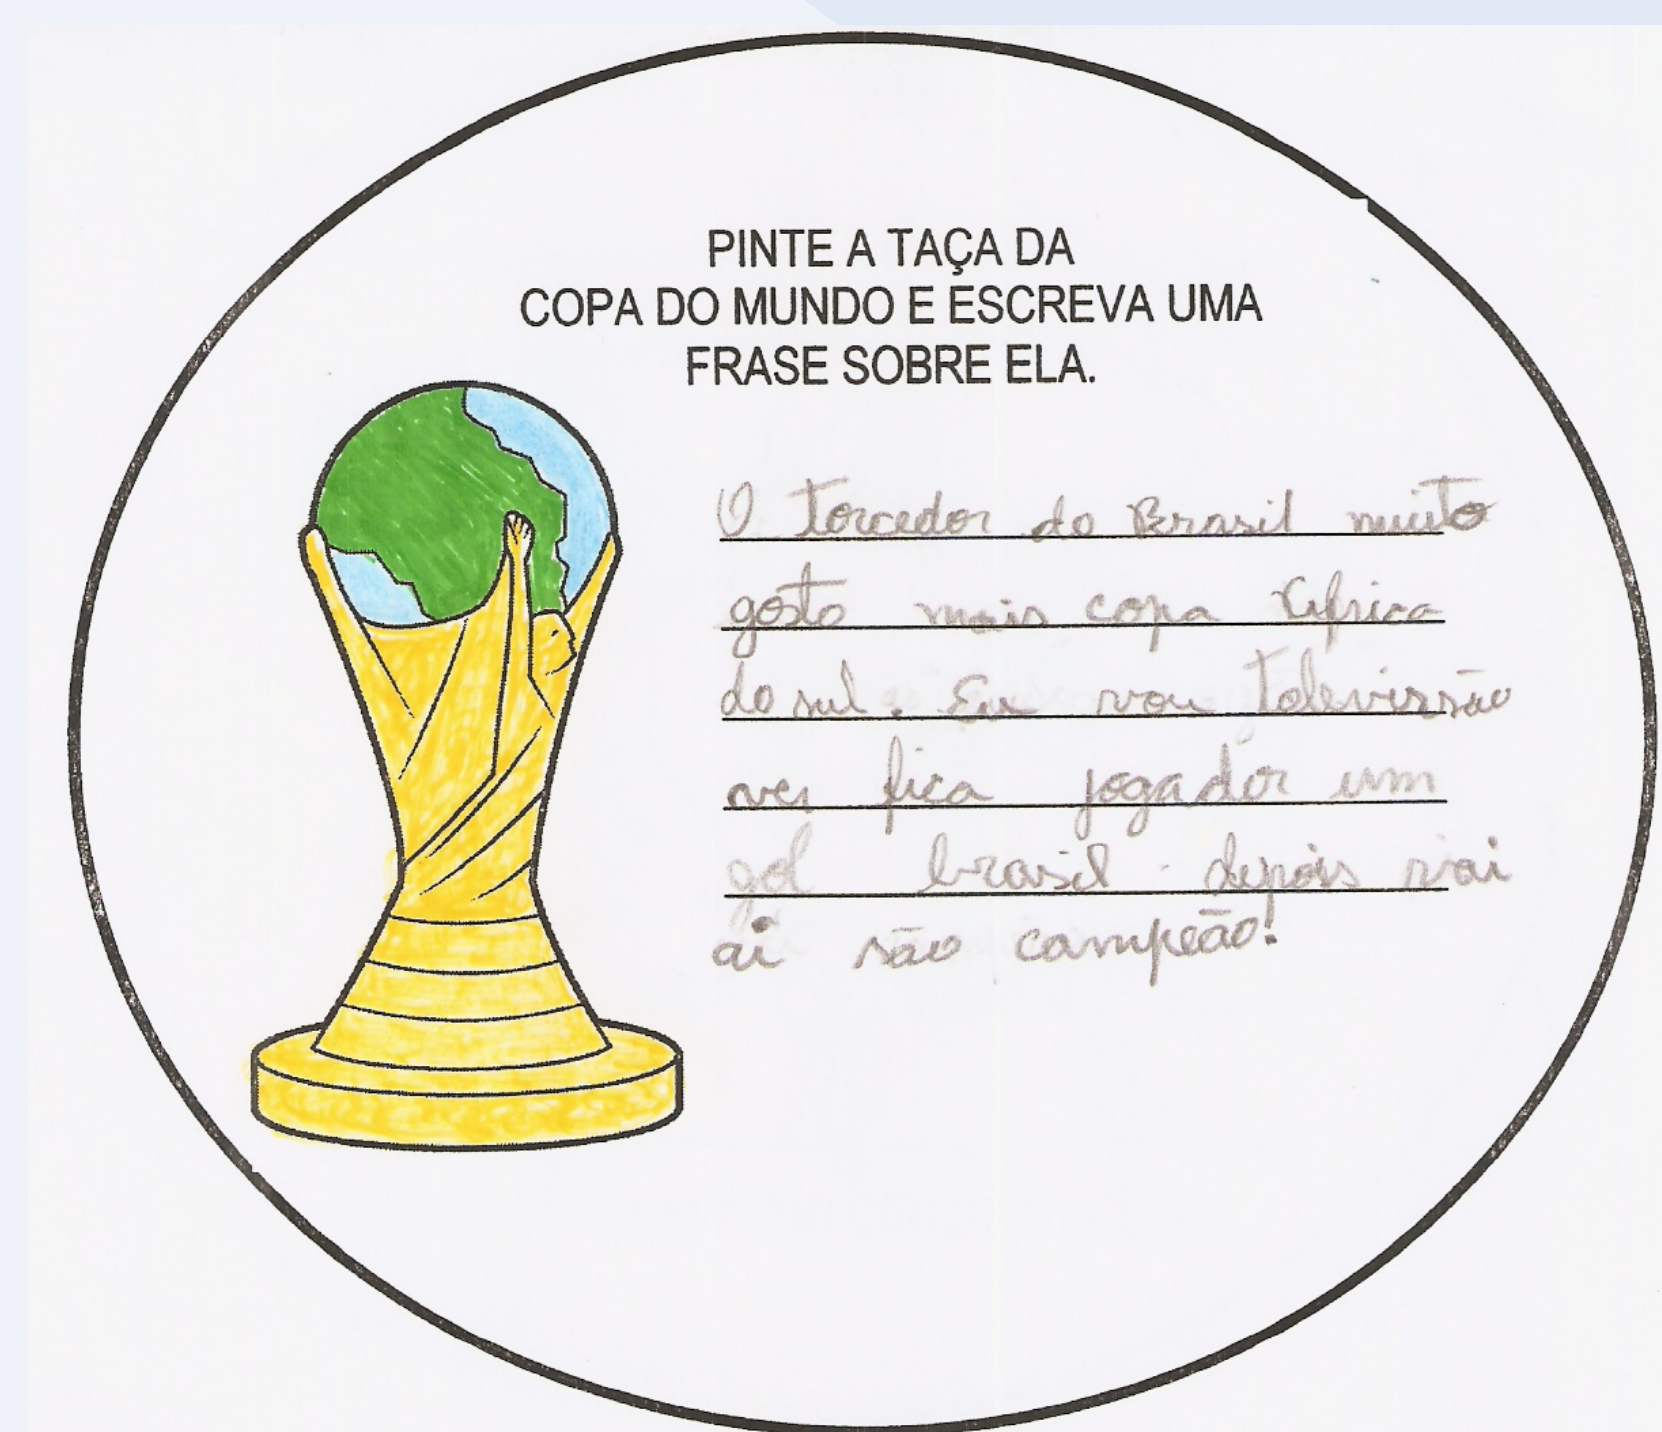 PINTE A TAÇA DA
COPA DO MUNDO E ESCREVA UMA
FRASE SOBRE ELA.
O torcedor do Brasil muito
gosto mais copa África
do sul. Eu vou televissão
ver fica jogador um
gol brasil. depois vai
ai são campeão!